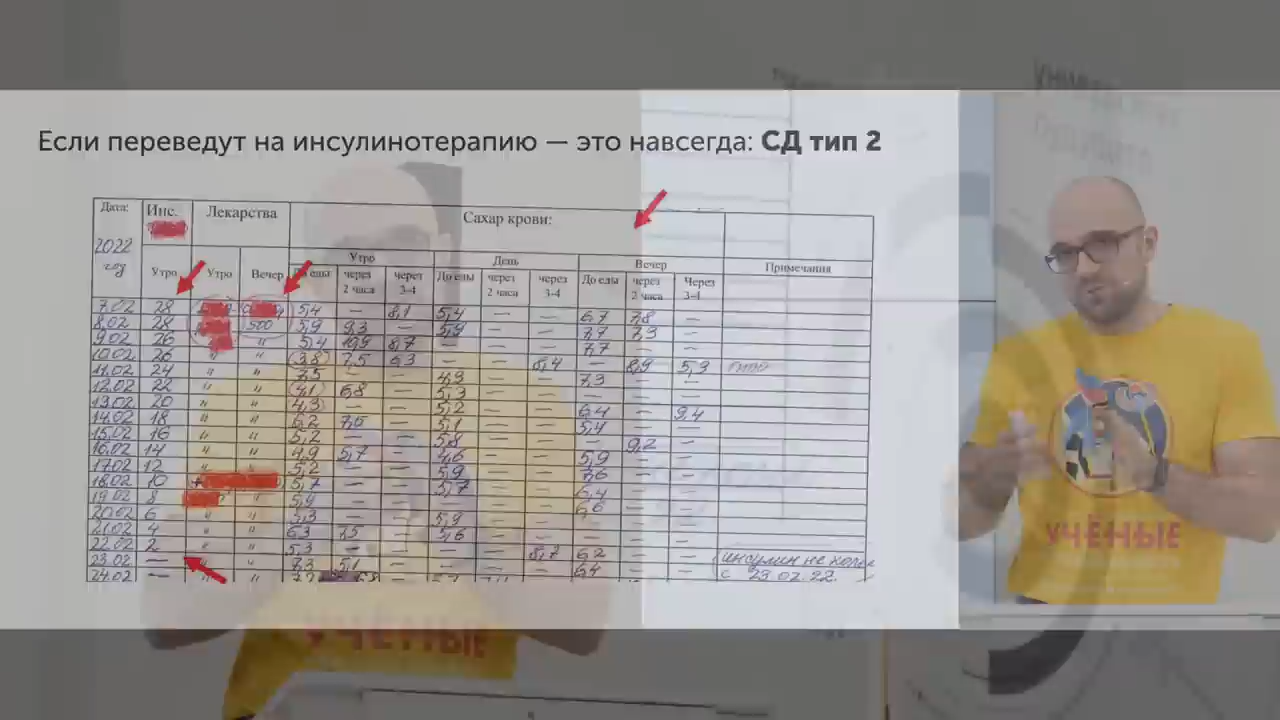 Если переведут на инсулинотерапию — это навсегда: СД тип 2
Дата: Инс. Лекарства Сахар крови:
2022 год
Утро День Вечер Примечания
Утро Утро Вечер До еды через 2 часа через 3-4 До еды через 2 часа через 3-4 До еды через 2 часа Через 3-4
7.02 28 5,4 — 8,1 5,4 — — 6,7 7,8 —
8.02 28 500 5,9 9,3 — 5,9 — — 7,7 7,3 —
9.02 26 " 5,4 8,7 — — — 7,7 — —
10.02 26 " " 3,8 7,5 6,3 — — 8,4 — 8,9 5,9
11.02 24 " " 7,5 — — 4,3 — — 7,3 — —
12.02 22 " " 4,1 6,8 — 5,3 — — — — —
13.02 20 " " 4,3 — — 5,2 — — 6,4 — 9,4
14.02 18 " " 6,2 7,5 — 5,1 — — 5,4 — —
15.02 16 " " 5,2 — — 5,8 — — — 9,2 —
16.02 14 " " 4,9 5,7 — 4,6 — — 5,9 — —
17.02 12 " " 5,2 — — 5,9 — — 7,6 — —
18.02 10 5,7 — — 5,7 — — 6,4 — —
19.02 8 " 5,9 — — — — — 6,6 — —
20.02 6 " " 5,3 — — 5,9 — — — — —
21.02 4 " " 6,3 7,5 — 5,6 — — — — —
22.02 2 " " 5,3 — — — — 8,7 6,2 — —
23.02 — " " 7,3 5,1 — — — — 6,4 — — инсулин не
24.02 — " " с 23.02.22.
УЧЁНЫЕ
УЧЁНЫЕ